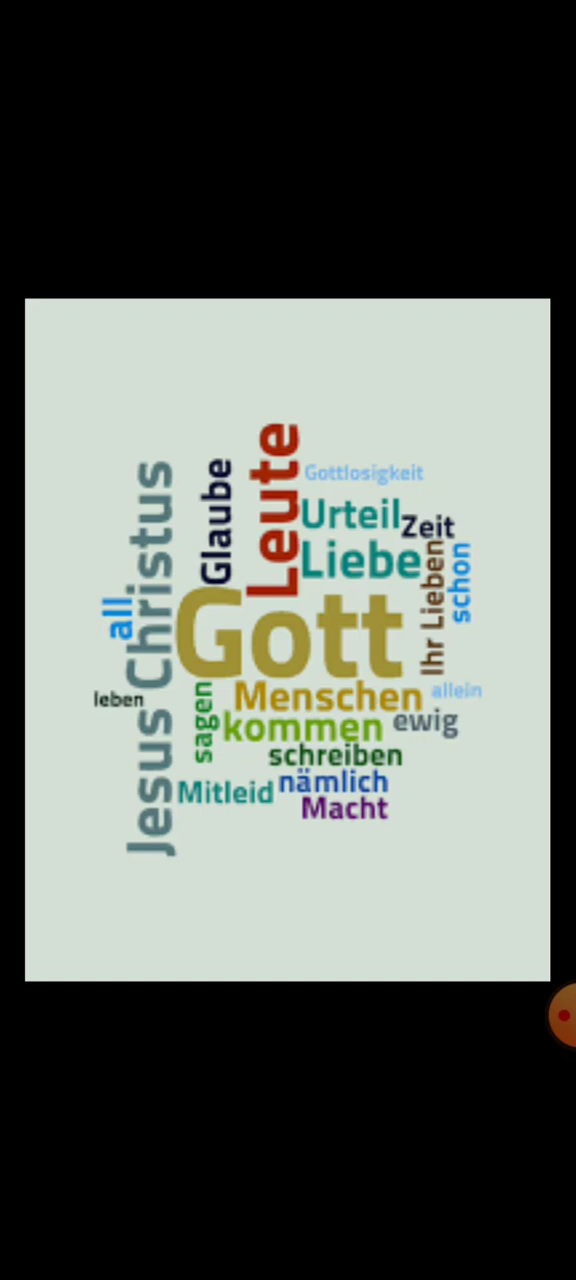 Jesus Christus
all
leben
Glaube
Leute
Gottlosigkeit
Urteil
Zeit
Liebe
Ihr Lieben
schon
Gott
Menschen
allein
sagen
kommen
ewig
schreiben
Mitleid
nämlich
Macht